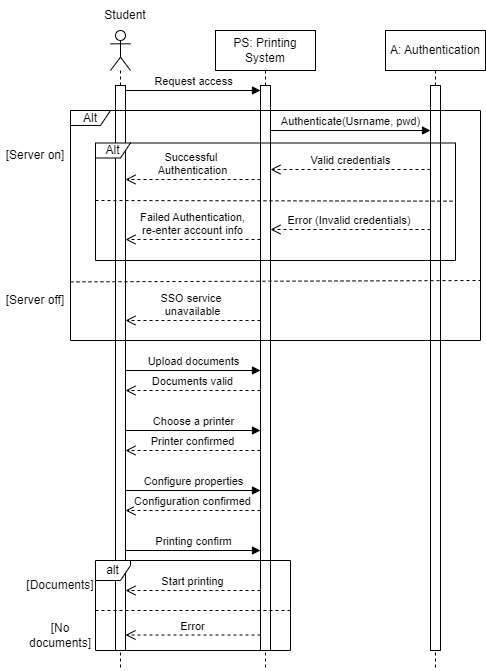 Student
PS: Printing
System
A: Authentication
Request access
Alt
Authenticate(Usrname, pwd)
[Server on]
Alt
Successful
Authentication
Valid credentials
Failed Authentication,
re-enter account info
Error (Invalid credentials)
[Server off]
SSO service
unavailable
Upload documents
Documents valid
Choose a printer
Printer confirmed
Configure properties
Configuration confirmed
Printing confirm
alt
[Documents]
Start printing
[No
documents]
Error